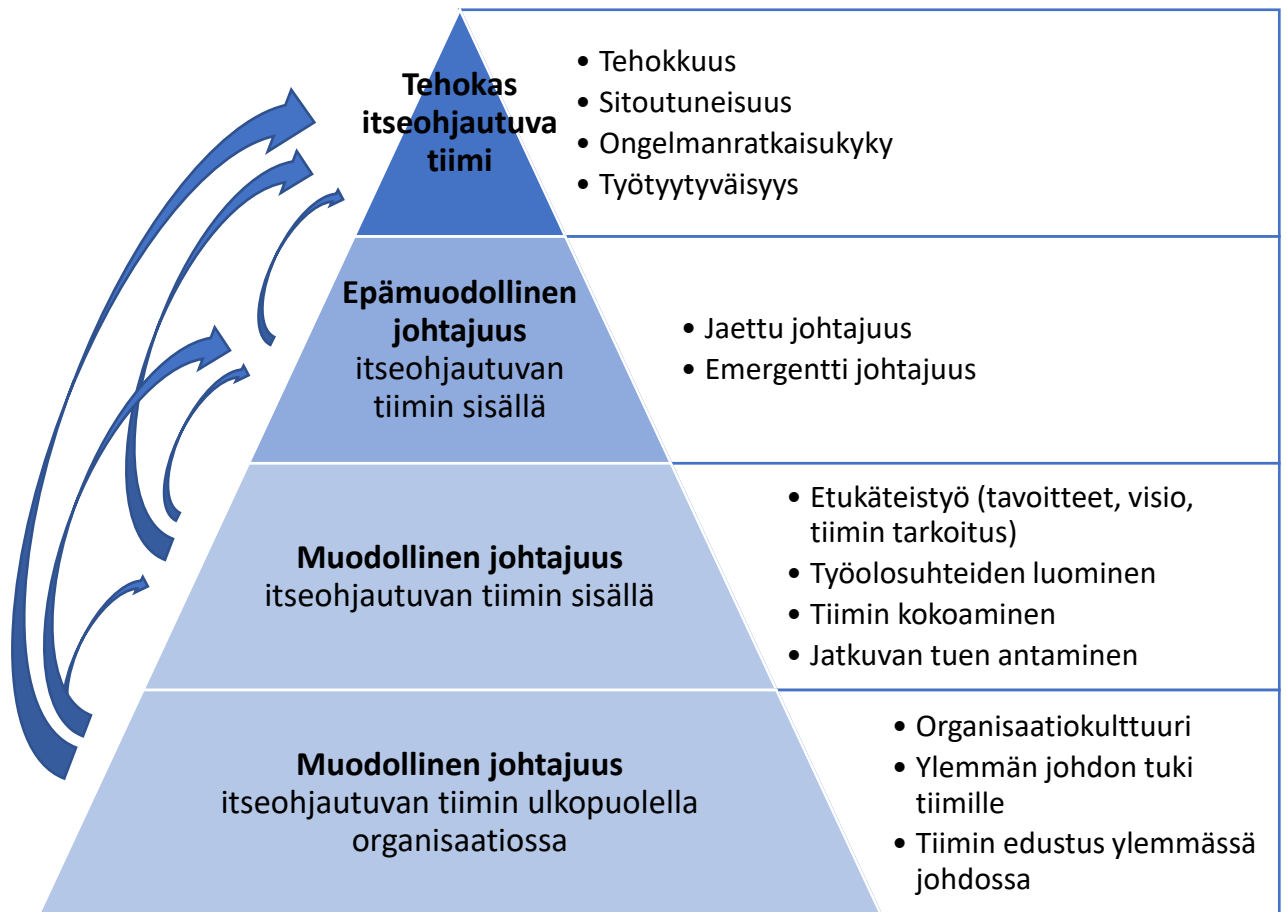 Tehokas
itseohjautuva
tiimi
• Tehokkuus
• Sitoutuneisuus
• Ongelmanratkaisukyky
• Työtyytyväisyys
Epämuodollinen
johtajuus
itseohjautuvan
tiimin sisällä
• Jaettu johtajuus
• Emergentti johtajuus
Muodollinen johtajuus
itseohjautuvan tiimin sisällä
• Etukäteistyö (tavoitteet, visio,
tiimin tarkoitus)
• Työolosuhteiden luominen
• Tiimin kokoaminen
• Jatkuvan tuen antaminen
Muodollinen johtajuus
itseohjautuvan tiimin ulkopuolella
organisaatiossa
• Organisaatiokulttuuri
• Ylemmän johdon tuki
tiimille
• Tiimin edustus ylemmässä
johdossa